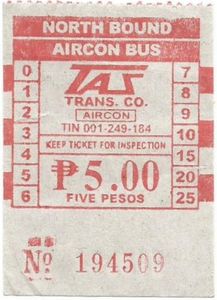 NORTH BOUND
AIRCON BUS
TAS
TRANS. CO.
AIRCON
TIN 001-249-184
KEEP TICKET FOR INSPECTION
₱5.00
FIVE PESOS
0
1
2
3
4
5
6
7
8
9
10
15
20
25
Nº 194509